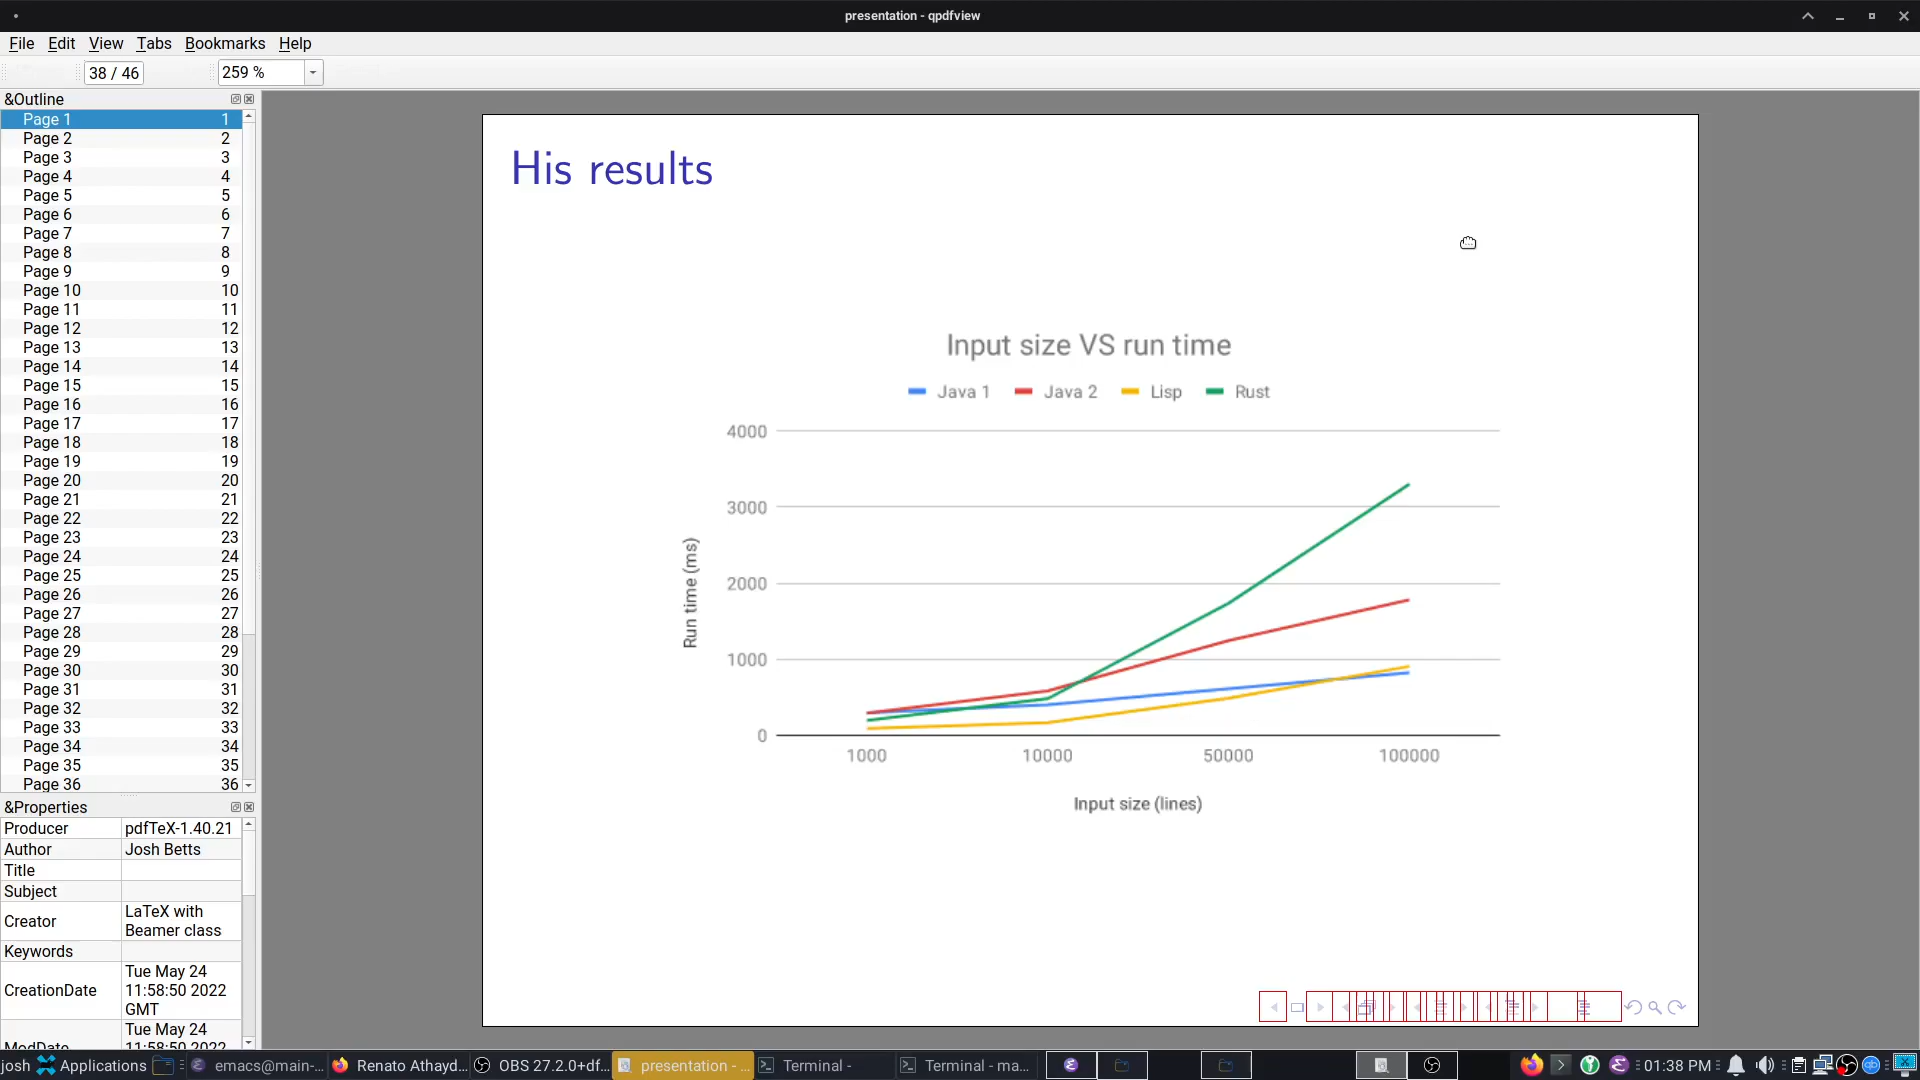 presentation - qpdfview
File Edit View Tabs Bookmarks Help
38 / 46 259 %
&Outline
Page 1 1
Page 2 2
Page 3 3
Page 4 4
Page 5 5
Page 6 6
Page 7 7
Page 8 8
Page 9 9
Page 10 10
Page 11 11
Page 12 12
Page 13 13
Page 14 14
Page 15 15
Page 16 16
Page 17 17
Page 18 18
Page 19 19
Page 20 20
Page 21 21
Page 22 22
Page 23 23
Page 24 24
Page 25 25
Page 26 26
Page 27 27
Page 28 28
Page 29 29
Page 30 30
Page 31 31
Page 32 32
Page 33 33
Page 34 34
Page 35 35
Page 36 36
&Properties
Producer pdfTeX-1.40.21
Author Josh Betts
Title
Subject
Creator LaTeX with
Beamer class
Keywords
CreationDate Tue May 24
11:58:50 2022
GMT
ModDate Tue May 24
11:58:50 2022
His results
Input size VS run time
Java 1 Java 2 Lisp Rust
4000
3000
2000
1000
0
Run time (ms)
1000 10000 50000 100000
Input size (lines)
josh Applications emacs@main-... Renato Athayd... OBS 27.2.0+df... presentation - ... Terminal - Terminal - ma... 01:38 PM